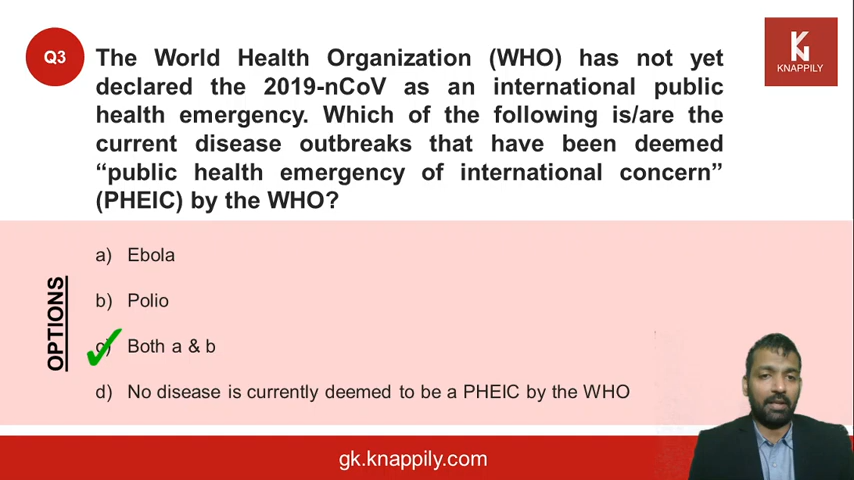 Q3
The World Health Organization (WHO) has not yet
declared the 2019-nCoV as an international public
health emergency. Which of the following is/are the
current disease outbreaks that have been deemed
“public health emergency of international concern”
(PHEIC) by the WHO?
KNAPPILY
OPTIONS
a) Ebola
b) Polio
c) Both a & b
d) No disease is currently deemed to be a PHEIC by the WHO
gk.knappily.com